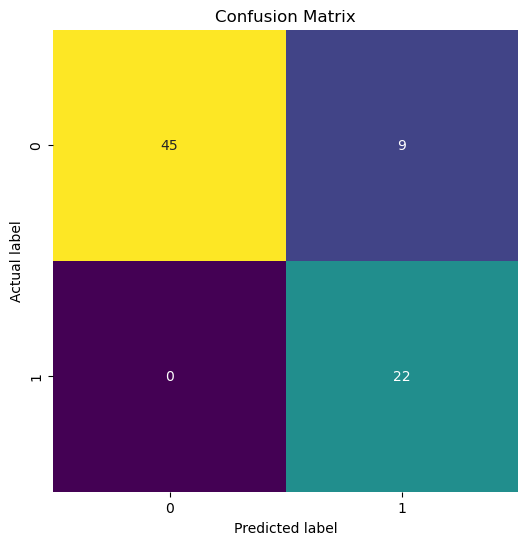 Confusion Matrix
Actual label
0
45
9
1
0
22
0
1
Predicted label